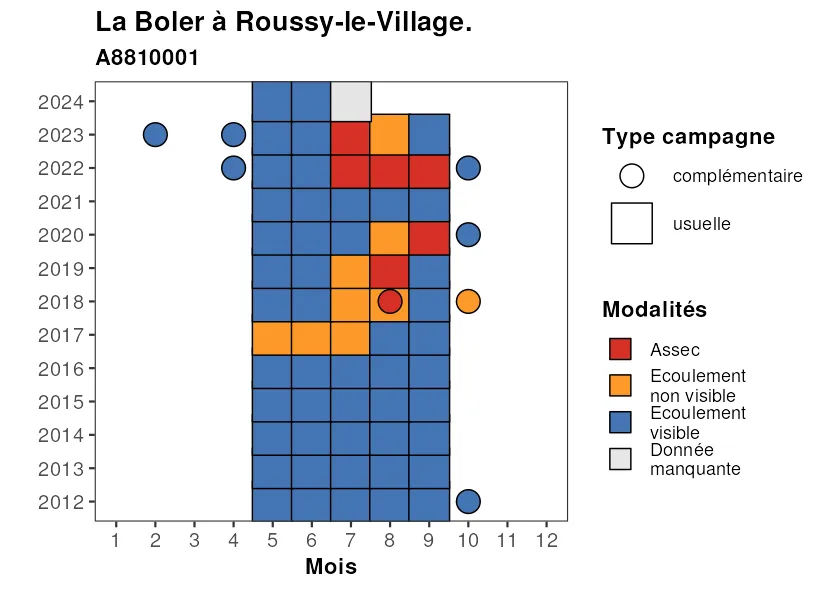 La Boler à Roussy-le-Village.
A8810001
2024
2023
2022
2021
2020
2019
2018
2017
2016
2015
2014
2013
2012
1 2 3 4 5 6 7 8 9 10 11 12
Mois
Type campagne
complémentaire
usuelle
Modalités
Assec
Ecoulement
non visible
Ecoulement
visible
Donnée
manquante